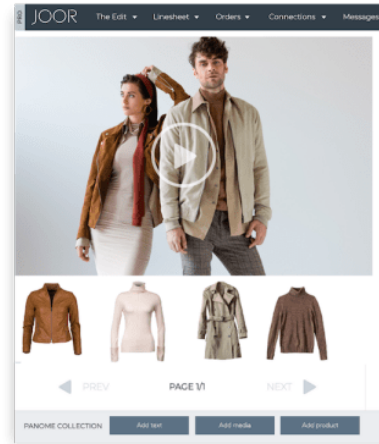 PRO JOOR The Edit Linesheet Orders Connections Messages
PREV PAGE 1/1 NEXT
PANOME COLLECTION Add text Add media Add product